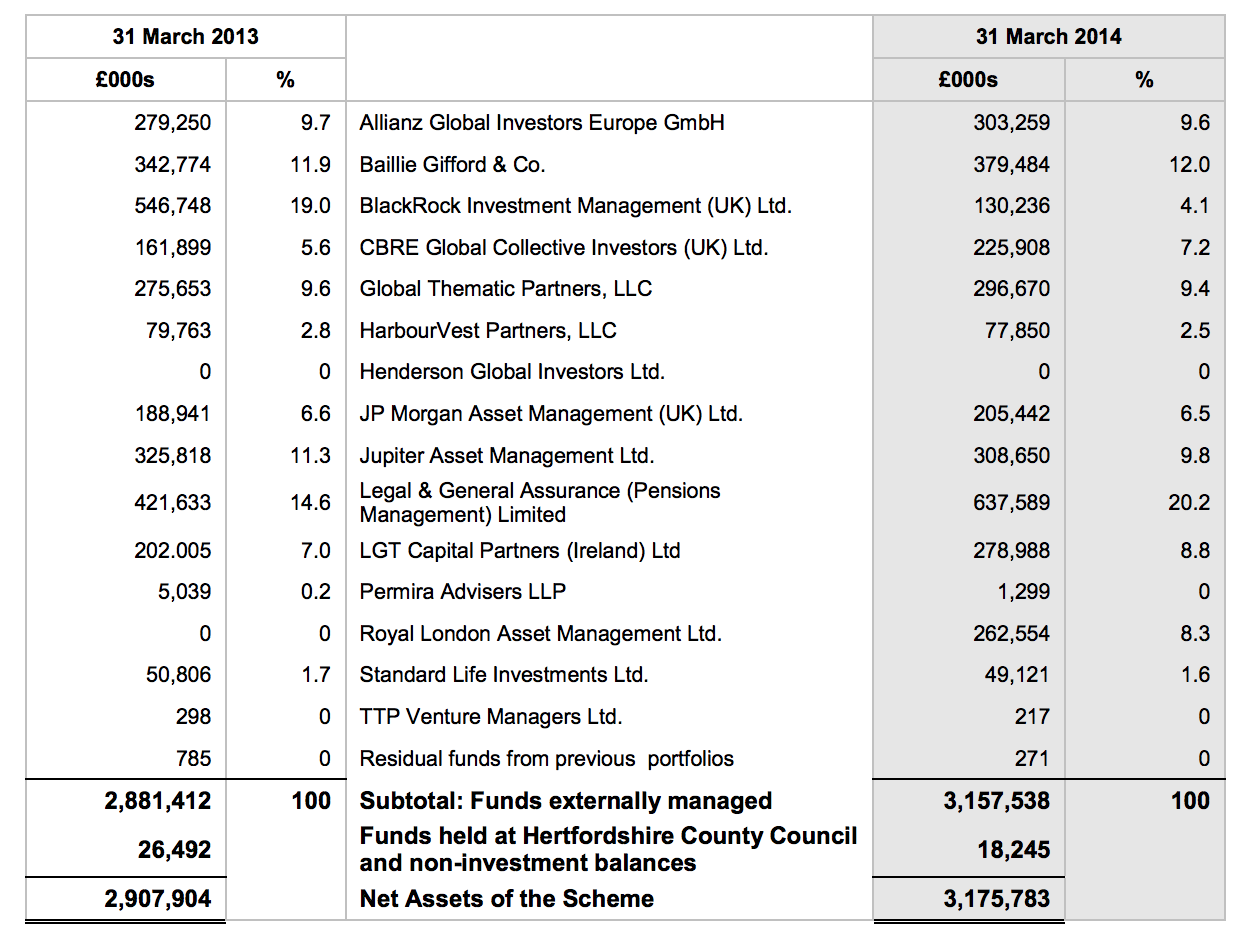 31 March 2013 31 March 2014
£000s % £000s %
279,250 9.7 Allianz Global Investors Europe GmbH 303,259 9.6
342,774 11.9 Baillie Gifford & Co. 379,484 12.0
546,748 19.0 BlackRock Investment Management (UK) Ltd. 130,236 4.1
161,899 5.6 CBRE Global Collective Investors (UK) Ltd. 225,908 7.2
275,653 9.6 Global Thematic Partners, LLC 296,670 9.4
79,763 2.8 HarbourVest Partners, LLC 77,850 2.5
0 0 Henderson Global Investors Ltd. 0 0
188,941 6.6 JP Morgan Asset Management (UK) Ltd. 205,442 6.5
325,818 11.3 Jupiter Asset Management Ltd. 308,650 9.8
421,633 14.6 Legal & General Assurance (Pensions
Management) Limited 637,589 20.2
202.005 7.0 LGT Capital Partners (Ireland) Ltd 278,988 8.8
5,039 0.2 Permira Advisers LLP 1,299 0
0 0 Royal London Asset Management Ltd. 262,554 8.3
50,806 1.7 Standard Life Investments Ltd. 49,121 1.6
298 0 TTP Venture Managers Ltd. 217 0
785 0 Residual funds from previous portfolios 271 0
2,881,412 100 Subtotal: Funds externally managed 3,157,538 100
26,492 Funds held at Hertfordshire County Council
and non-investment balances 18,245
2,907,904 Net Assets of the Scheme 3,175,783